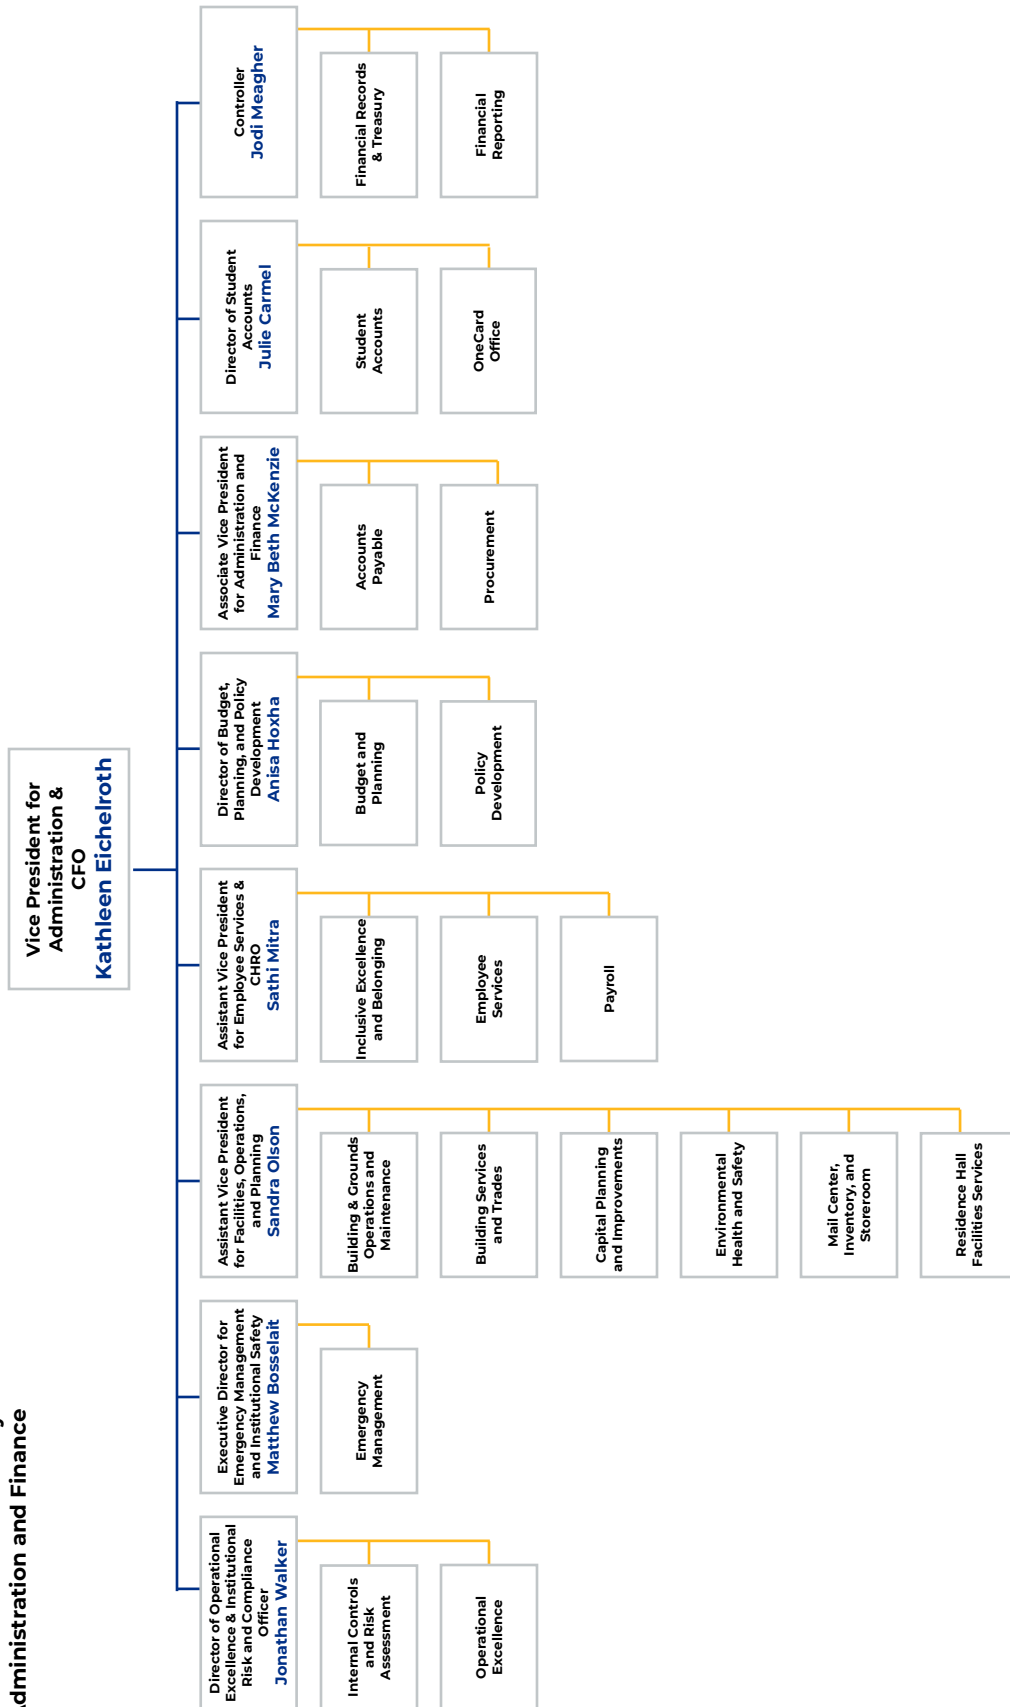 Administration and Finance
Vice President for
Administration &
CFO
Kathleen Eichelroth
Director of Operational
Excellence & Institutional
Risk and Compliance
Officer
Jonathan Walker
Internal Controls
and Risk
Assessment
Operational
Excellence
Executive Director for
Emergency Management
and Institutional Safety
Matthew Bosselait
Emergency
Management
Assistant Vice President
for Facilities, Operations,
and Planning
Sandra Olson
Building & Grounds
Operations and
Maintenance
Building Services
and Trades
Capital Planning
and Improvements
Environmental
Health and Safety
Mail Center,
Inventory, and
Storeroom
Residence Hall
Facilities Services
Assistant Vice President
for Employee Services &
CHRO
Sathi Mitra
Inclusive Excellence
and Belonging
Employee
Services
Payroll
Director of Budget,
Planning, and Policy
Development
Anisa Hoxha
Budget and
Planning
Policy
Development
Associate Vice President
for Administration and
Finance
Mary Beth McKenzie
Accounts
Payable
Procurement
Director of Student
Accounts
Julie Carmel
Student
Accounts
OneCard
Office
Controller
Jodi Meagher
Financial Records
& Treasury
Financial
Reporting